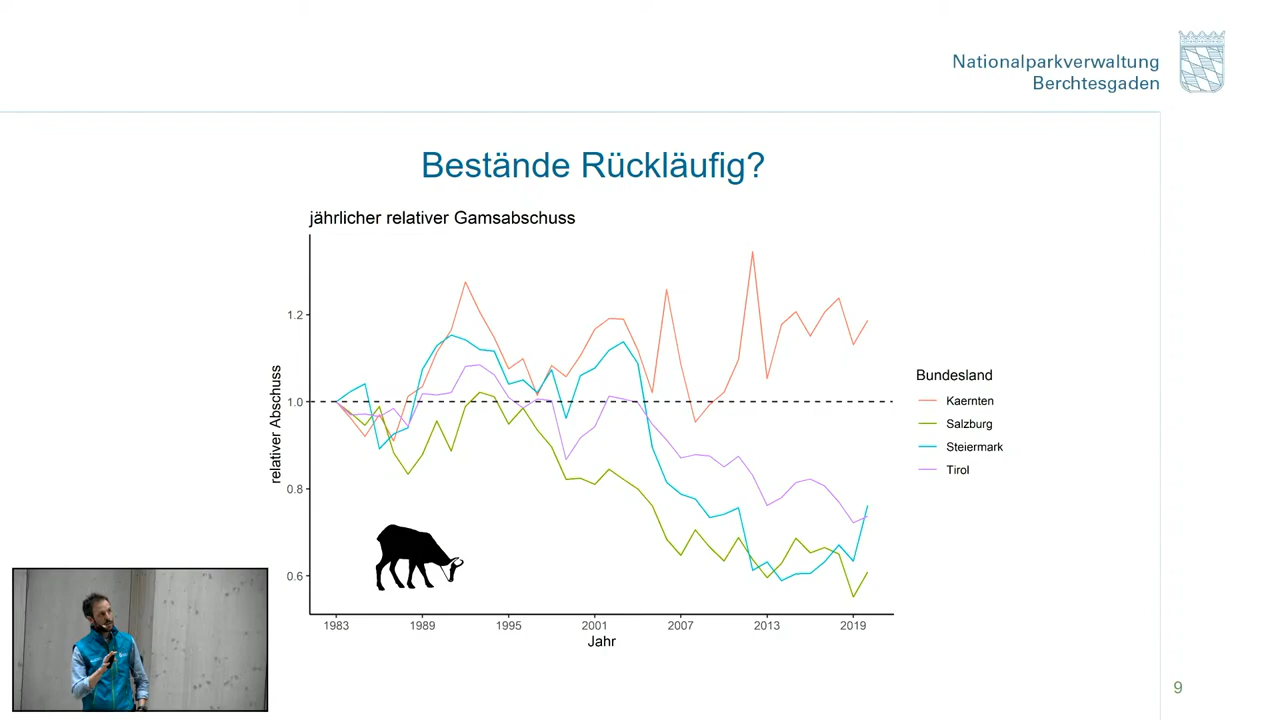 Nationalparkverwaltung
Berchtesgaden
Bestände Rückläufig?
jährlicher relativer Gamsabschuss
relativer Abschuss
1.2
1.0
0.8
0.6
1983
1989
1995
2001
2007
2013
2019
Jahr
Bundesland
Kaernten
Salzburg
Steiermark
Tirol
9